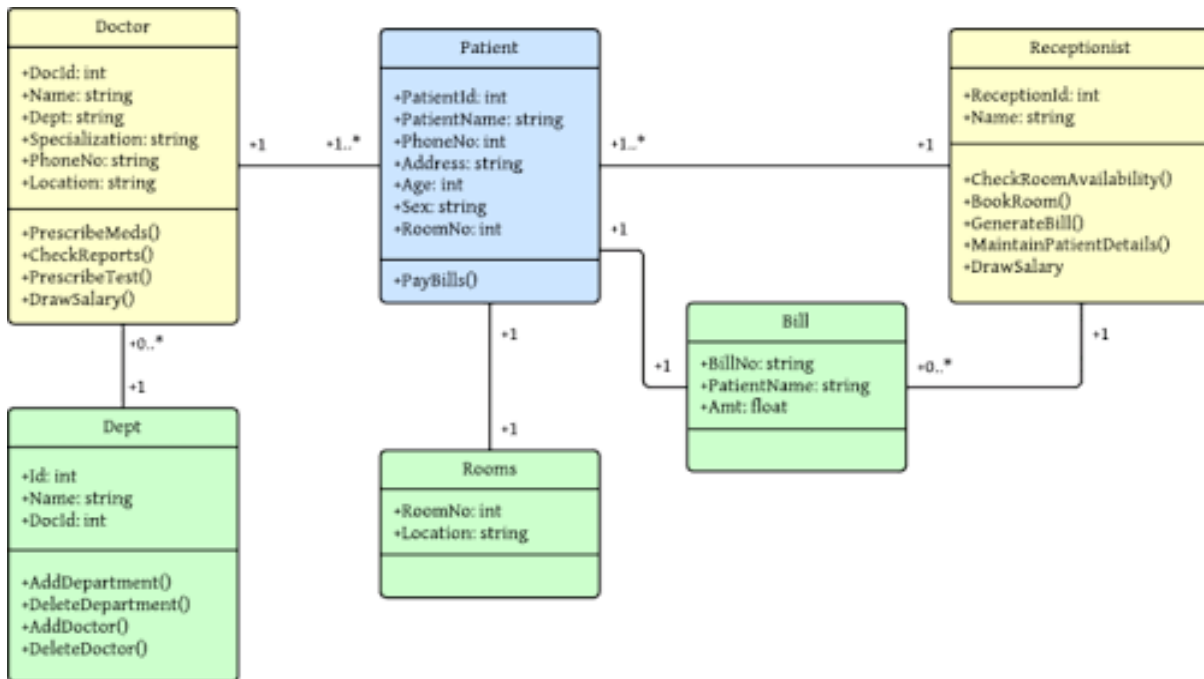 Doctor
+DocId: int
+Name: string
+Dept: string
+Specialization: string
+PhoneNo: string
+Location: string
+PrescribeMeds()
+CheckReports()
+PrescribeTest()
+DrawSalary()
+1
+1..*
Patient
+PatientId: int
+PatientName: string
+PhoneNo: int
+Address: string
+Age: int
+Sex: string
+RoomNo: int
+PayBills()
+1..*
+1
Receptionist
+ReceptionId: int
+Name: string
+CheckRoomAvailability()
+BookRoom()
+GenerateBill()
+MaintainPatientDetails()
+DrawSalary
+0..*
+1
Dept
+Id: int
+Name: string
+DocId: int
+AddDepartment()
+DeleteDepartment()
+AddDoctor()
+DeleteDoctor()
+1
+1
Rooms
+RoomNo: int
+Location: string
+1
+1
Bill
+BillNo: string
+PatientName: string
+Amt: float
+0..*
+1